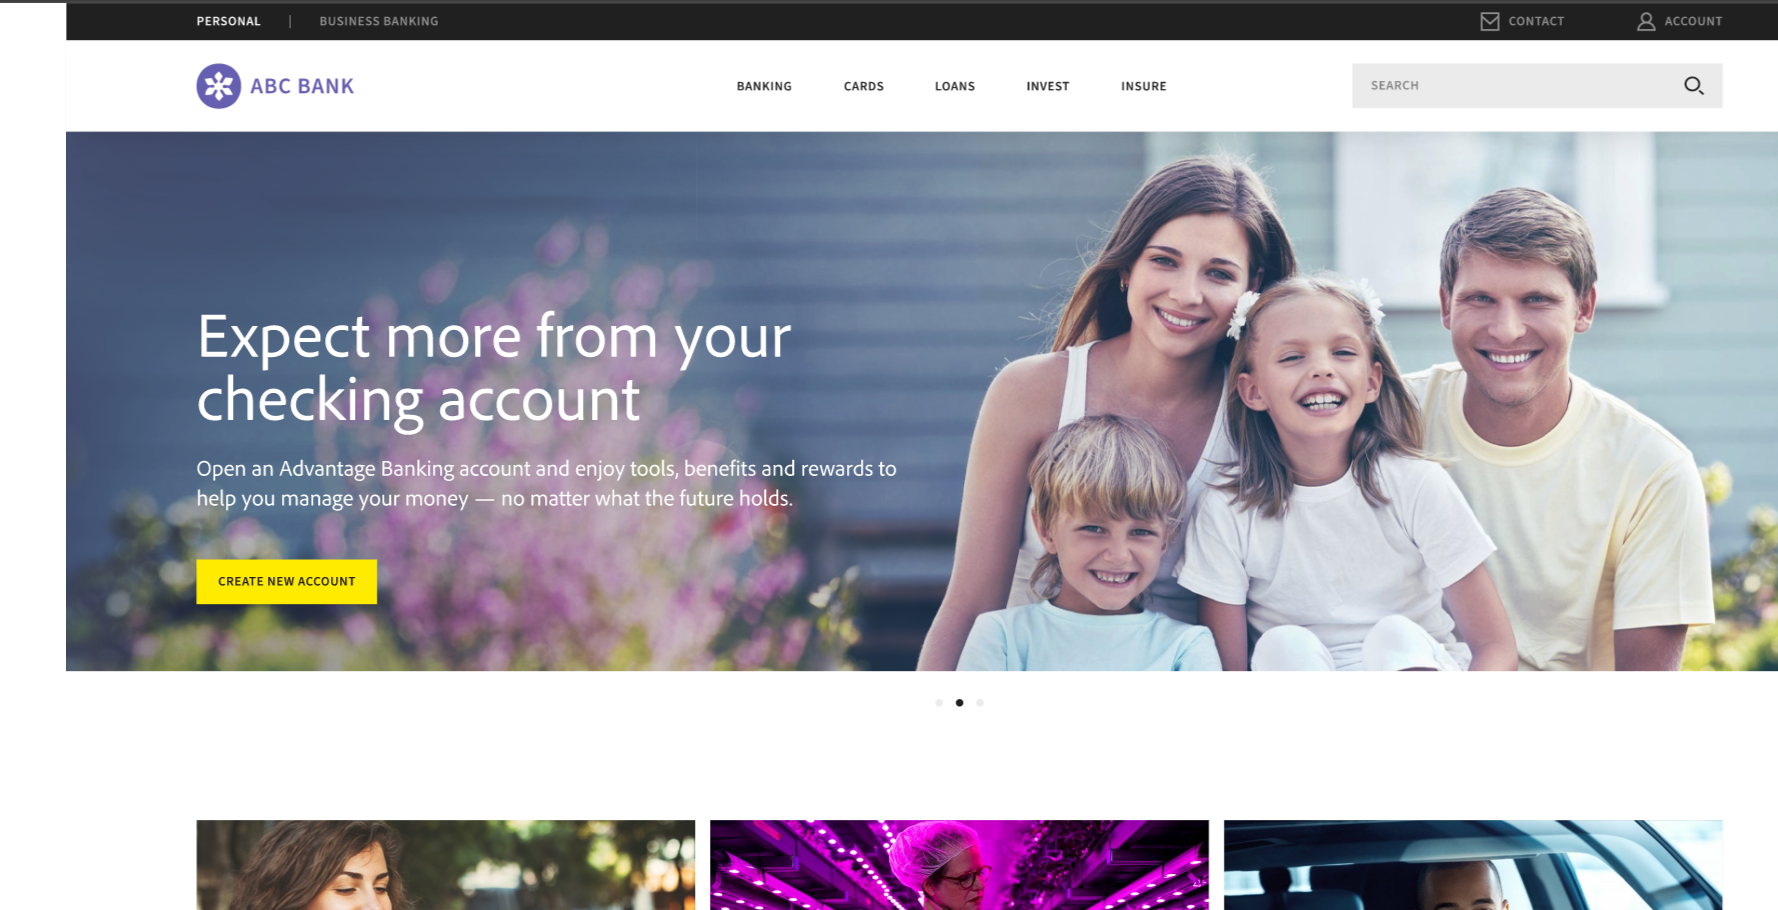 PERSONAL | BUSINESS BANKING CONTACT ACCOUNT
ABC BANK BANKING CARDS LOANS INVEST INSURE SEARCH
Expect more from your
checking account
Open an Advantage Banking account and enjoy tools, benefits and rewards to
help you manage your money — no matter what the future holds.
CREATE NEW ACCOUNT